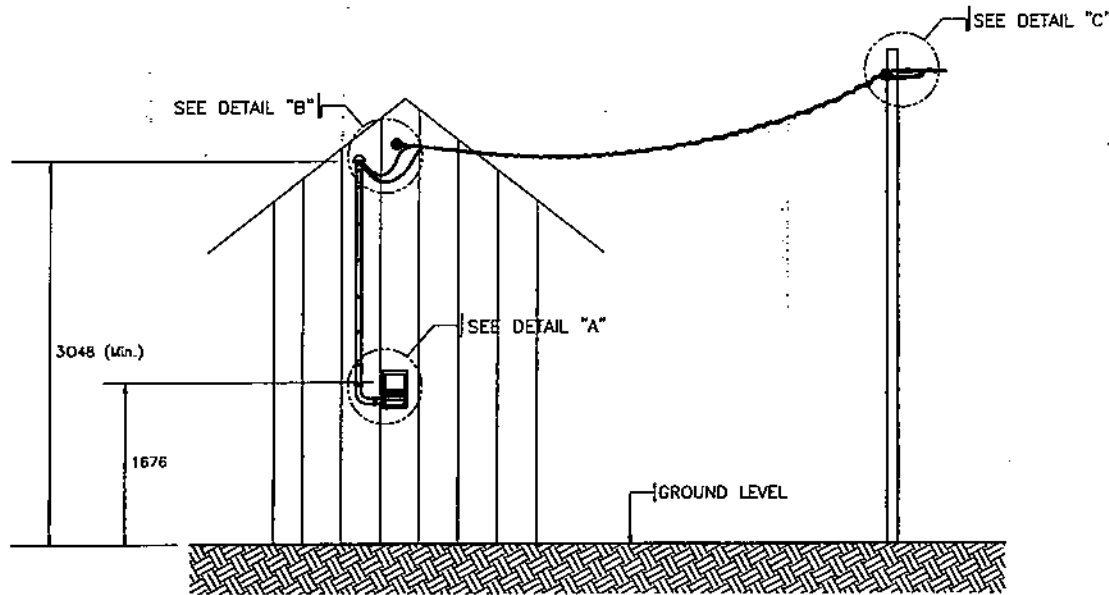 SEE DETAIL "C"
SEE DETAIL "B"
SEE DETAIL "A"
3048 (Min.)
1676
GROUND LEVEL